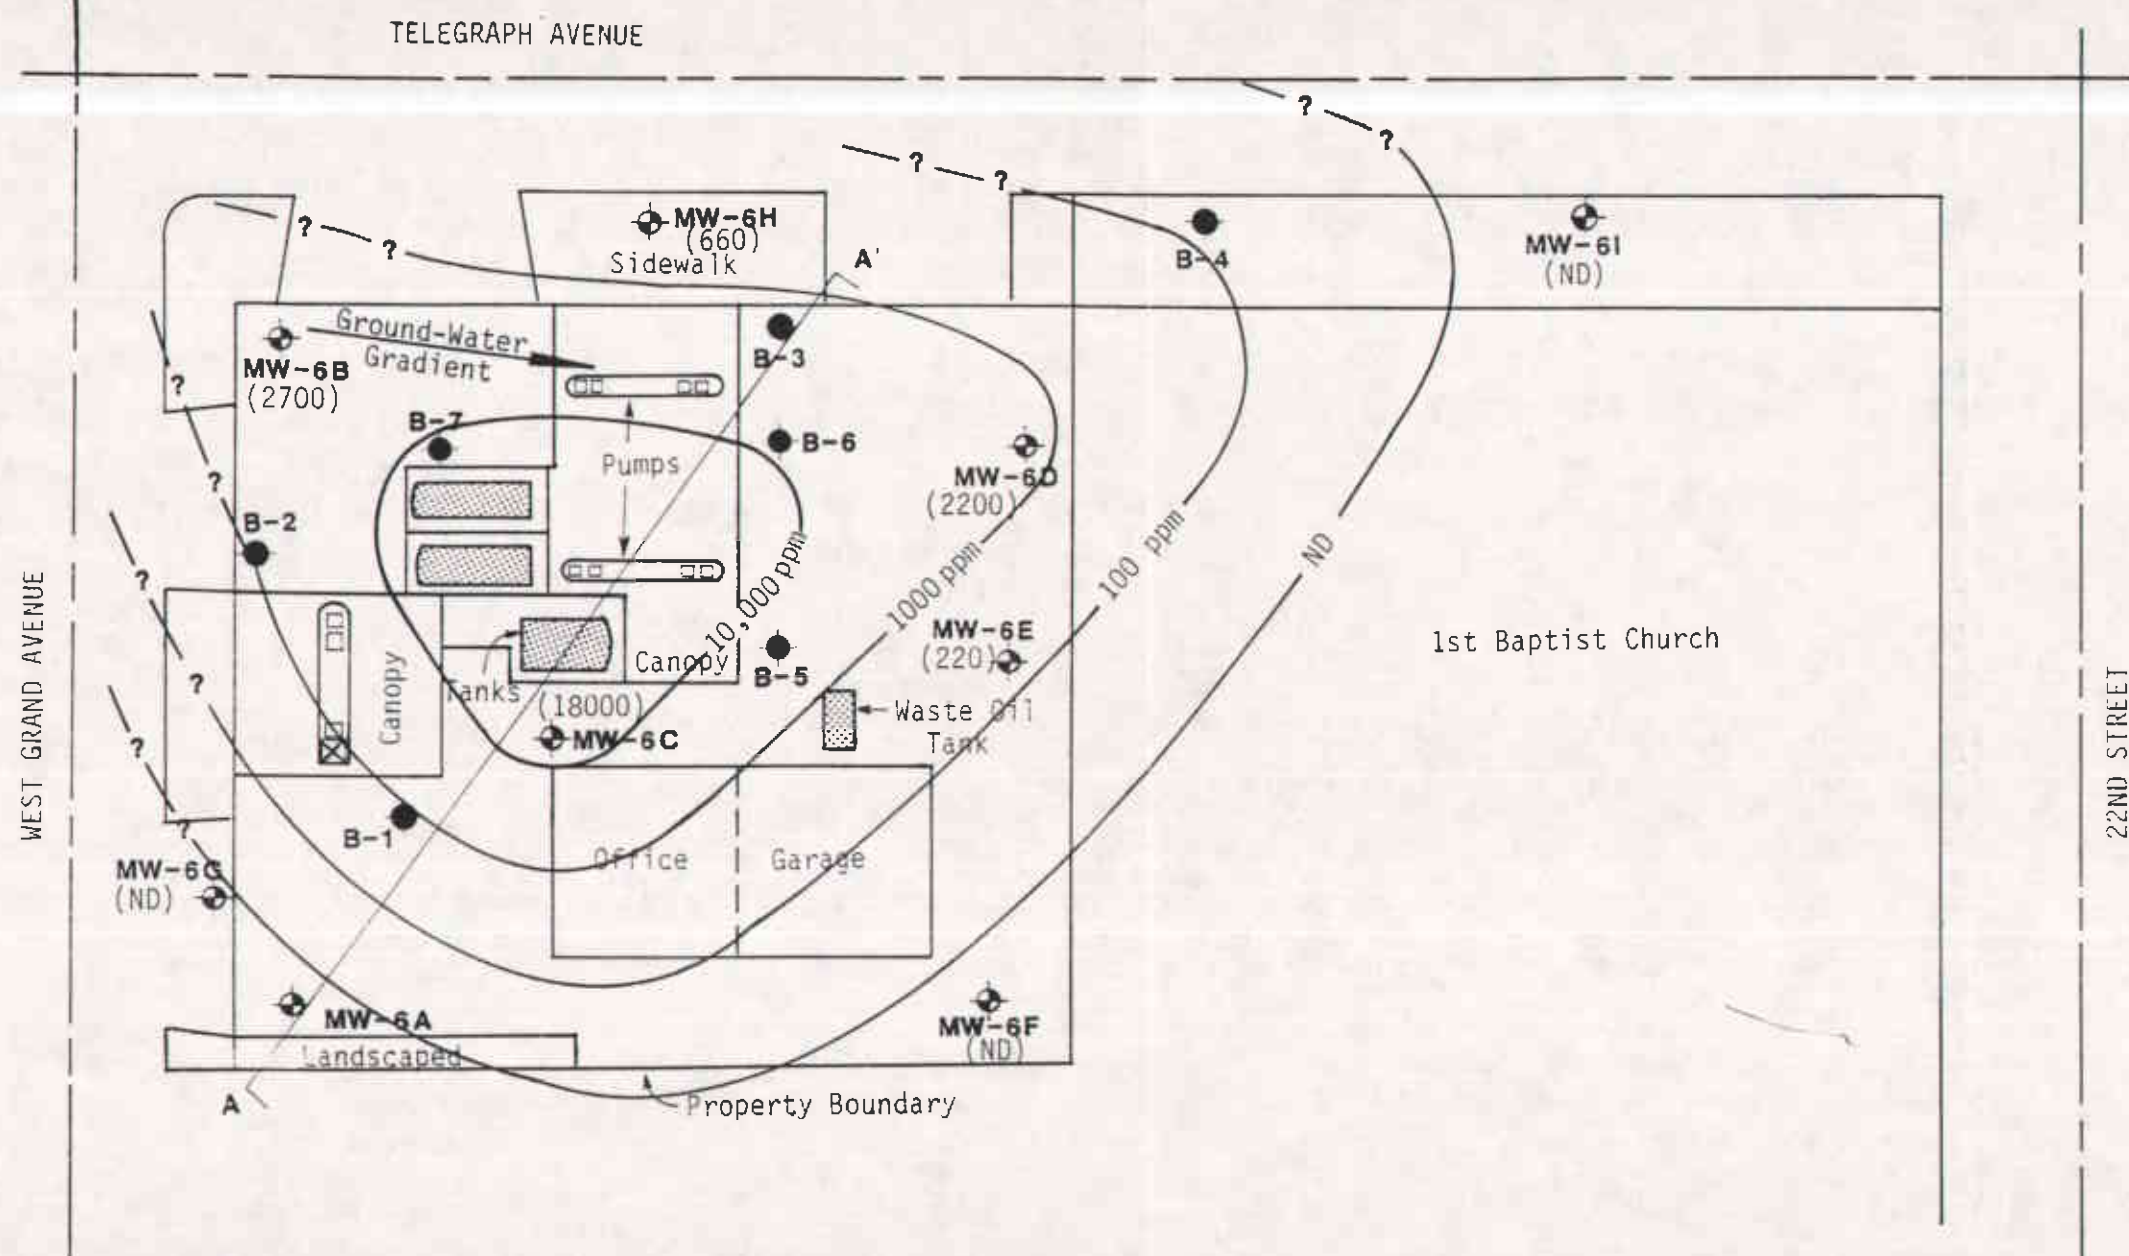 TELEGRAPH AVENUE
?
?
?
?
?
?
MW-6H
(660)
Sidewalk
A'
B-4
MW-6I
(ND)
Ground-Water
Gradient
MW-6B
(2700)
?
B-3
B-7
B-6
Pumps
MW-6D
(2200)
?
B-2
10,000 ppm
1000 ppm
100 ppm
ND
?
WEST GRAND AVENUE
Canopy
Tanks
Canopy
B-5
MW-6E
(220)
1st Baptist Church
22ND STREET
?
(18000)
MW-6C
Waste Oil
Tank
?
?
B-1
Office
Garage
MW-6G
(ND)
MW-6A
MW-6F
(ND)
Landscaped
A
Property Boundary